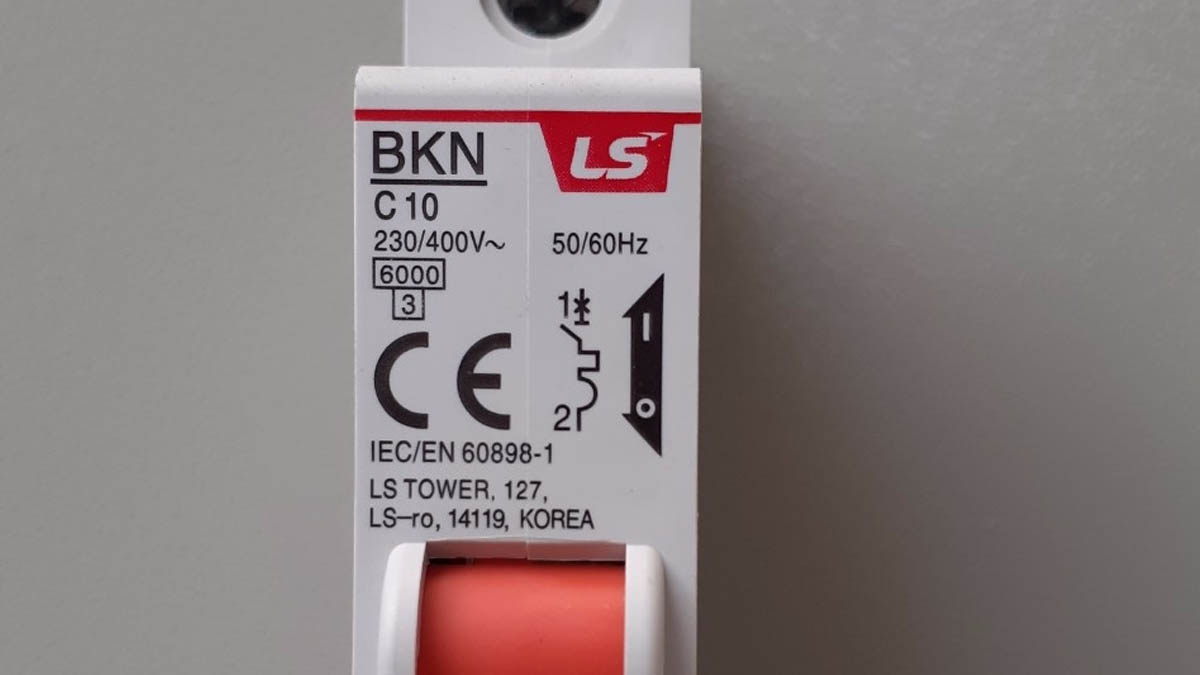 BKN LS
C 10
230/400V~ 50/60Hz
6000
3
1
CE
2
IEC/EN 60898-1
LS TOWER, 127,
LS-ro, 14119, KOREA